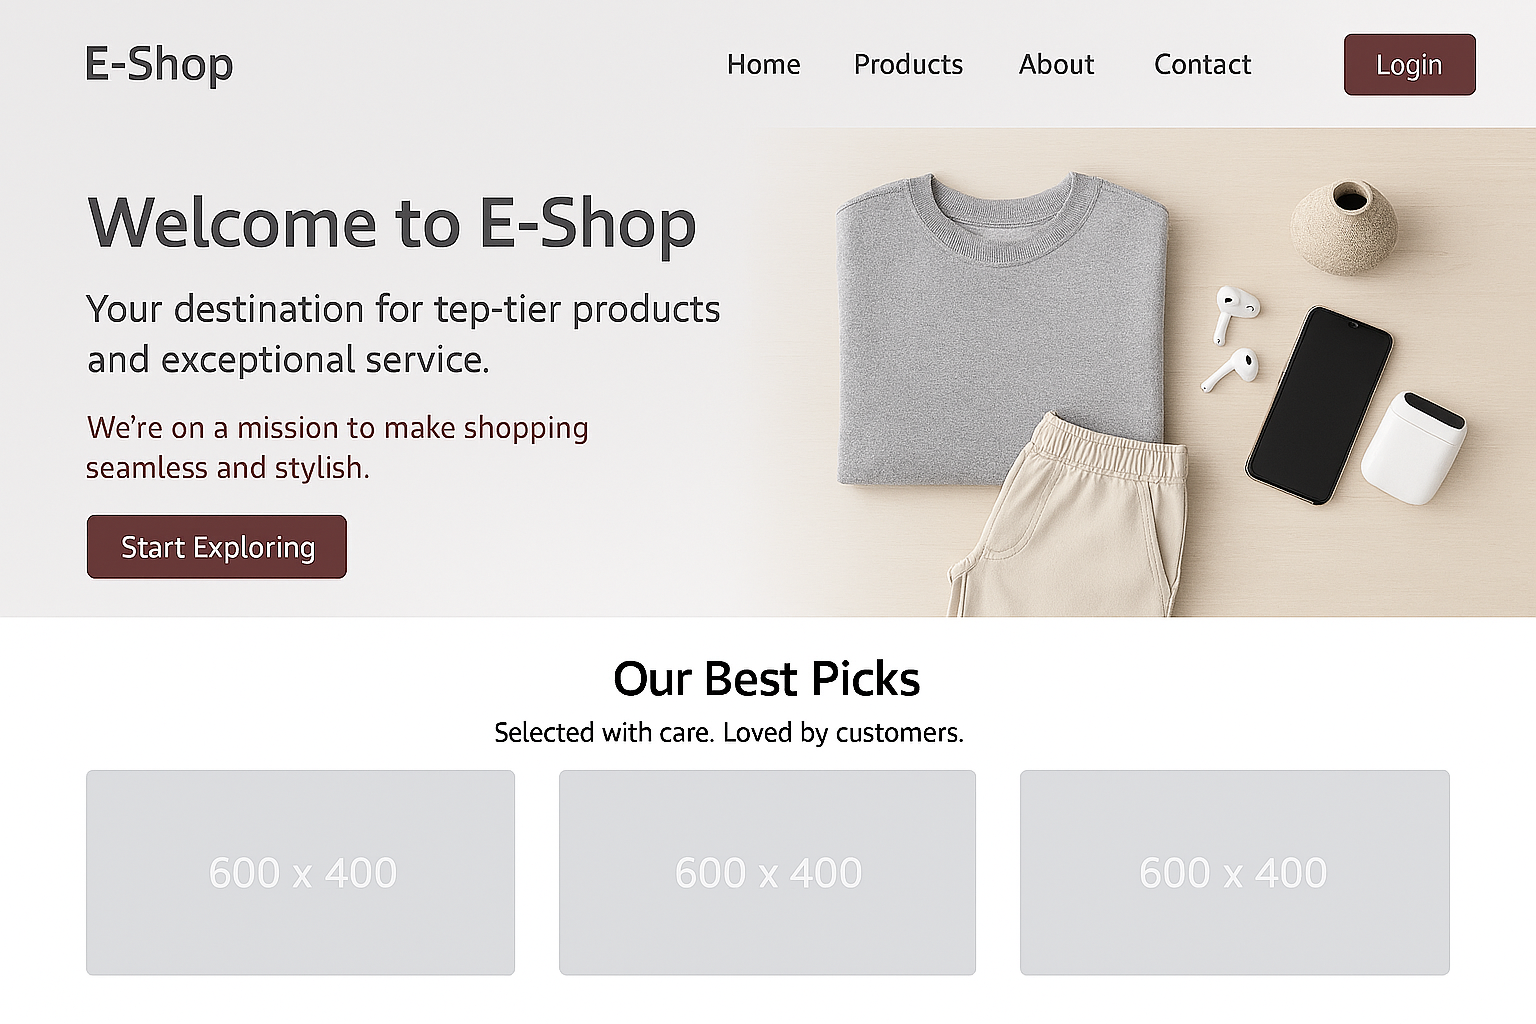 E-Shop
Home Products About Contact Login
Welcome to E-Shop
Your destination for tep-tier products
and exceptional service.
We're on a mission to make shopping
seamless and stylish.
Start Exploring
Our Best Picks
Selected with care. Loved by customers.
600 x 400 600 x 400 600 x 400